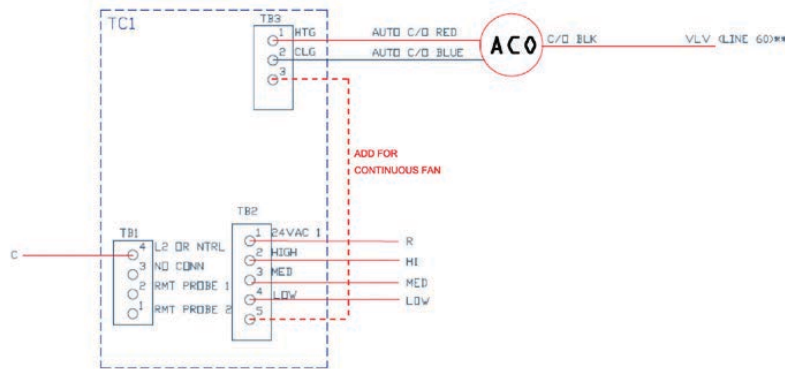 TC1
TB3
1 HTG
2 CLG
3
AUTO C/O RED
AUTO C/O BLUE
ACO
C/O BLK
VLV (LINE 60)**
ADD FOR
CONTINUOUS FAN
TB1
4 L2 OR NTRL
3 NO CONN
2 RMT PROBE 1
1 RMT PROBE 2
C
TB2
1 24VAC 1
2 HIGH
3 MED
4 LOW
5
R
HI
MED
LOW